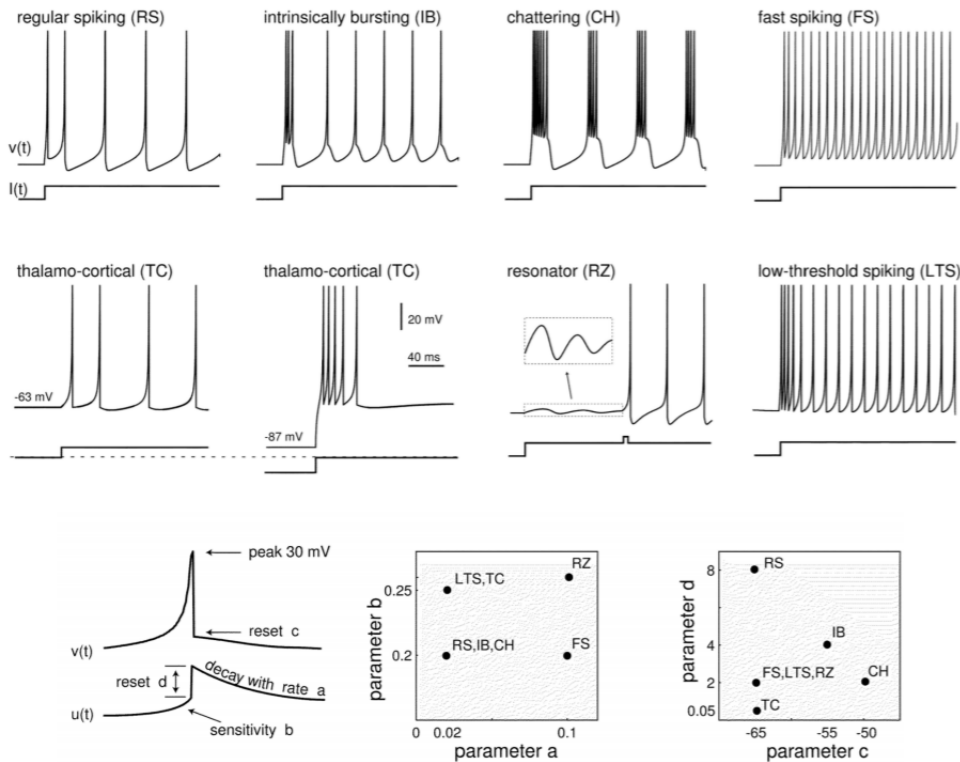 regular spiking (RS)
intrinsically bursting (IB)
chattering (CH)
fast spiking (FS)
v(t)
I(t)
thalamo-cortical (TC)
thalamo-cortical (TC)
resonator (RZ)
low-threshold spiking (LTS)
20 mV
40 ms
-63 mV
-87 mV
peak 30 mV
reset c
v(t)
reset d
decay with rate a
u(t)
sensitivity b
parameter b
0.25
0.2
LTS,TC
RZ
RS,IB,CH
FS
0
0.02
0.1
parameter a
parameter d
8
4
2
0.05
RS
IB
FS,LTS,RZ
CH
TC
-65
-55
-50
parameter c